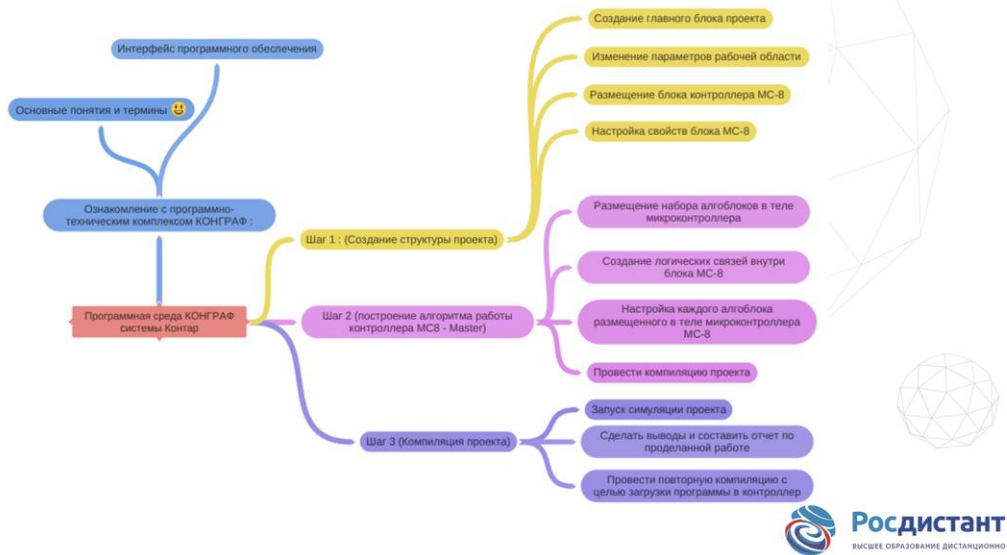 Интерфейс программного обеспечения
Основные понятия и термины 😃
Ознакомление с программно-
техническим комплексом КОНГРАФ :
Программная среда КОНГРАФ
системы Контар
Шаг 1 : (Создание структуры проекта)
Создание главного блока проекта
Изменение параметров рабочей области
Размещение блока контроллера МС-8
Настройка свойств блока МС-8
Шаг 2 (построение алгоритма работы
контроллера МС8 - Master)
Размещение набора алгоблоков в теле
микроконтроллера
Создание логических связей внутри
блока МС-8
Настройка каждого алгоблока
размещенного в теле микроконтроллера
МС-8
Провести компиляцию проекта
Шаг 3 (Компиляция проекта)
Запуск симуляции проекта
Сделать выводы и составить отчет по
проделанной работе
Провести повторную компиляцию с
целью загрузки программы в контроллер
Росдистант
ВЫСШЕЕ ОБРАЗОВАНИЕ ДИСТАНЦИОННО